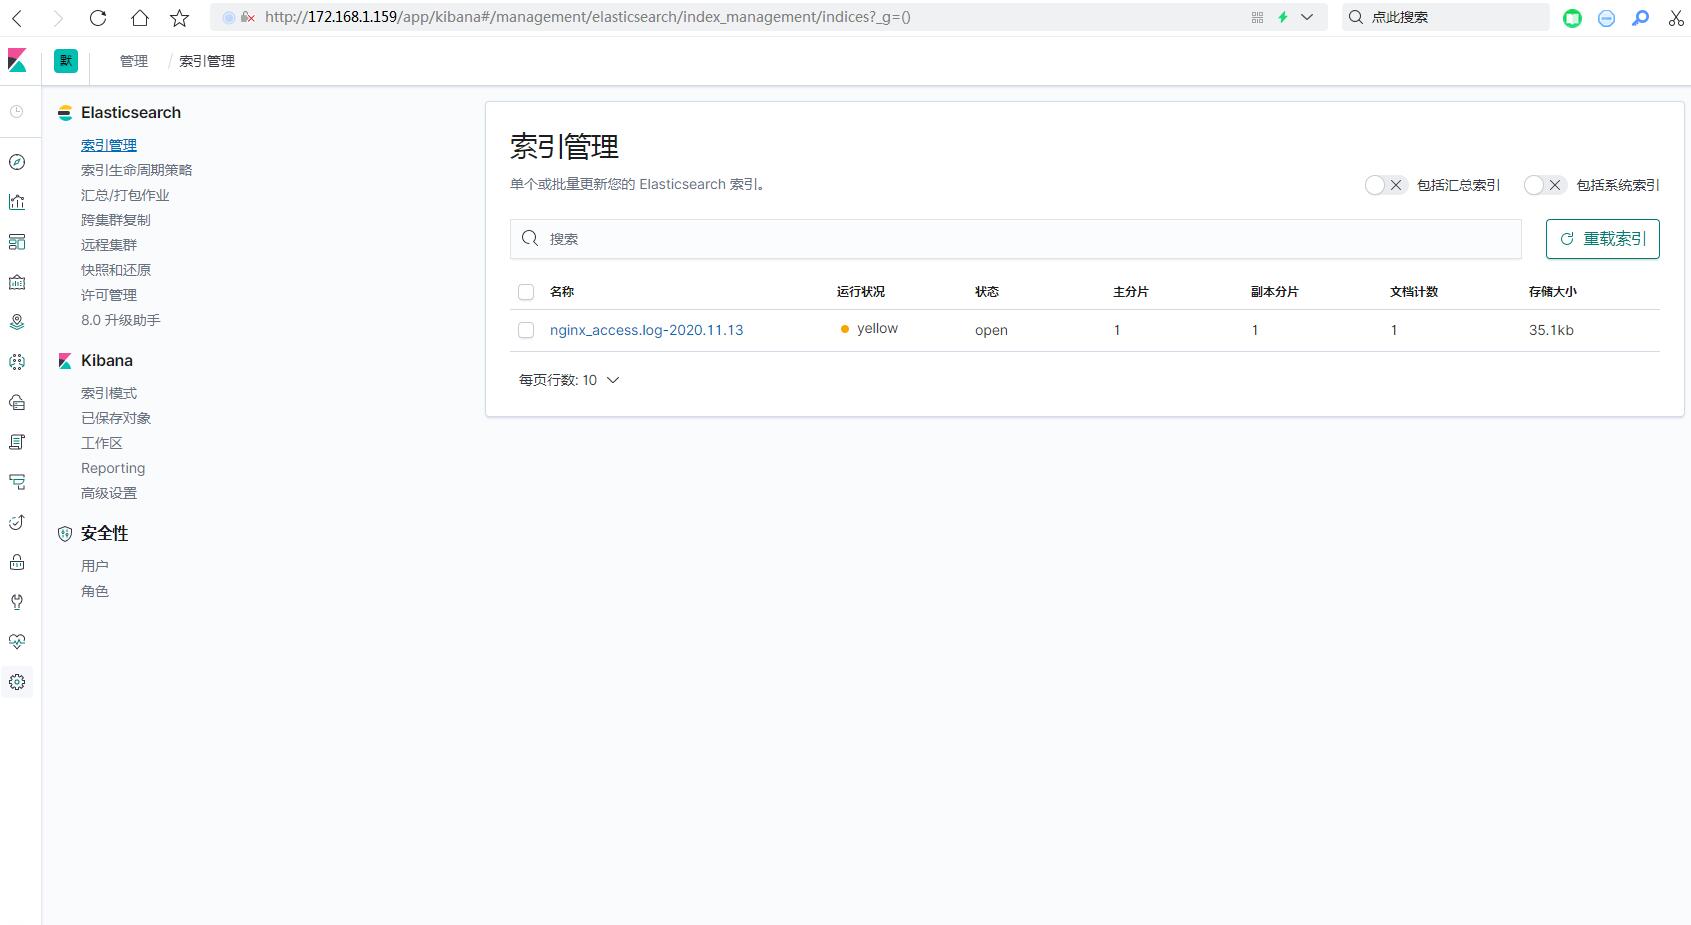 http://172.168.1.159/app/kibana#/management/elasticsearch/index_management/indices?_g=()
点此搜索
默
管理 / 索引管理
Elasticsearch
索引管理
索引生命周期策略
汇总/打包作业
跨集群复制
远程集群
快照和还原
许可管理
8.0 升级助手
Kibana
索引模式
已保存对象
工作区
Reporting
高级设置
安全性
用户
角色
索引管理
单个或批量更新您的 Elasticsearch 索引。
包括汇总索引
包括系统索引
搜索
重载索引
名称 运行状况 状态 主分片 副本分片 文档计数 存储大小
nginx_access.log-2020.11.13 yellow open 1 1 1 35.1kb
每页行数: 10